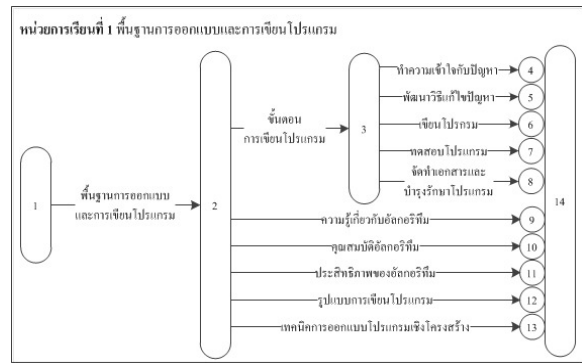 หน่วยการเรียนที่ 1 พื้นฐานการออกแบบและการเขียนโปรแกรม
1
พื้นฐานการออกแบบ
และการเขียนโปรแกรม
2
ขั้นตอน
การเขียนโปรแกรม
3
ทำความเข้าใจกับปัญหา
4
พัฒนาวิธีแก้ไขปัญหา
5
เขียนโปรกรม
6
ทดสอบโปรแกรม
7
จัดทำเอกสารและ
บำรุงรักษาโปรแกรม
8
ความรู้เกี่ยวกับอัลกอริทึม
9
คุณสมบัติอัลกอริทึม
10
ประสิทธิภาพของอัลกอริทึม
11
รูปแบบการเขียนโปรแกรม
12
เทคนิคการออกแบบโปรแกรมเชิงโครงสร้าง
13
14